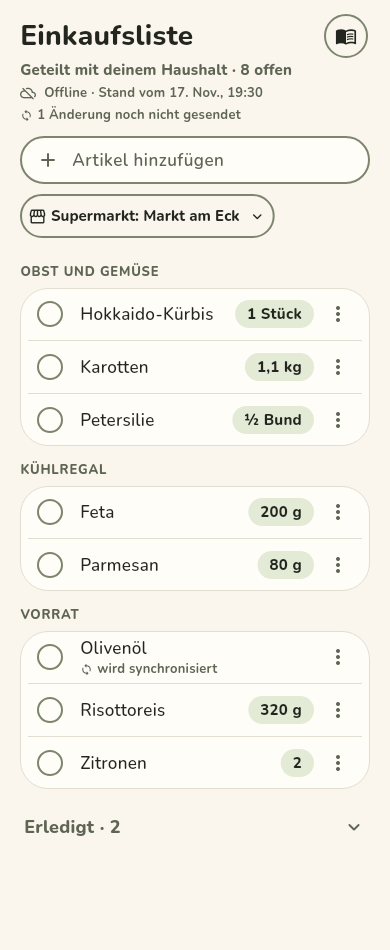 Einkaufsliste
Geteilt mit deinem Haushalt · 8 offen
Offline · Stand vom 17. Nov., 19:30
1 Änderung noch nicht gesendet
Artikel hinzufügen
Supermarkt: Markt am Eck
OBST UND GEMÜSE
Hokkaido-Kürbis 1 Stück
Karotten 1,1 kg
Petersilie ½ Bund
KÜHLREGAL
Feta 200 g
Parmesan 80 g
VORRAT
Olivenöl
wird synchronisiert
Risottoreis 320 g
Zitronen 2
Erledigt · 2